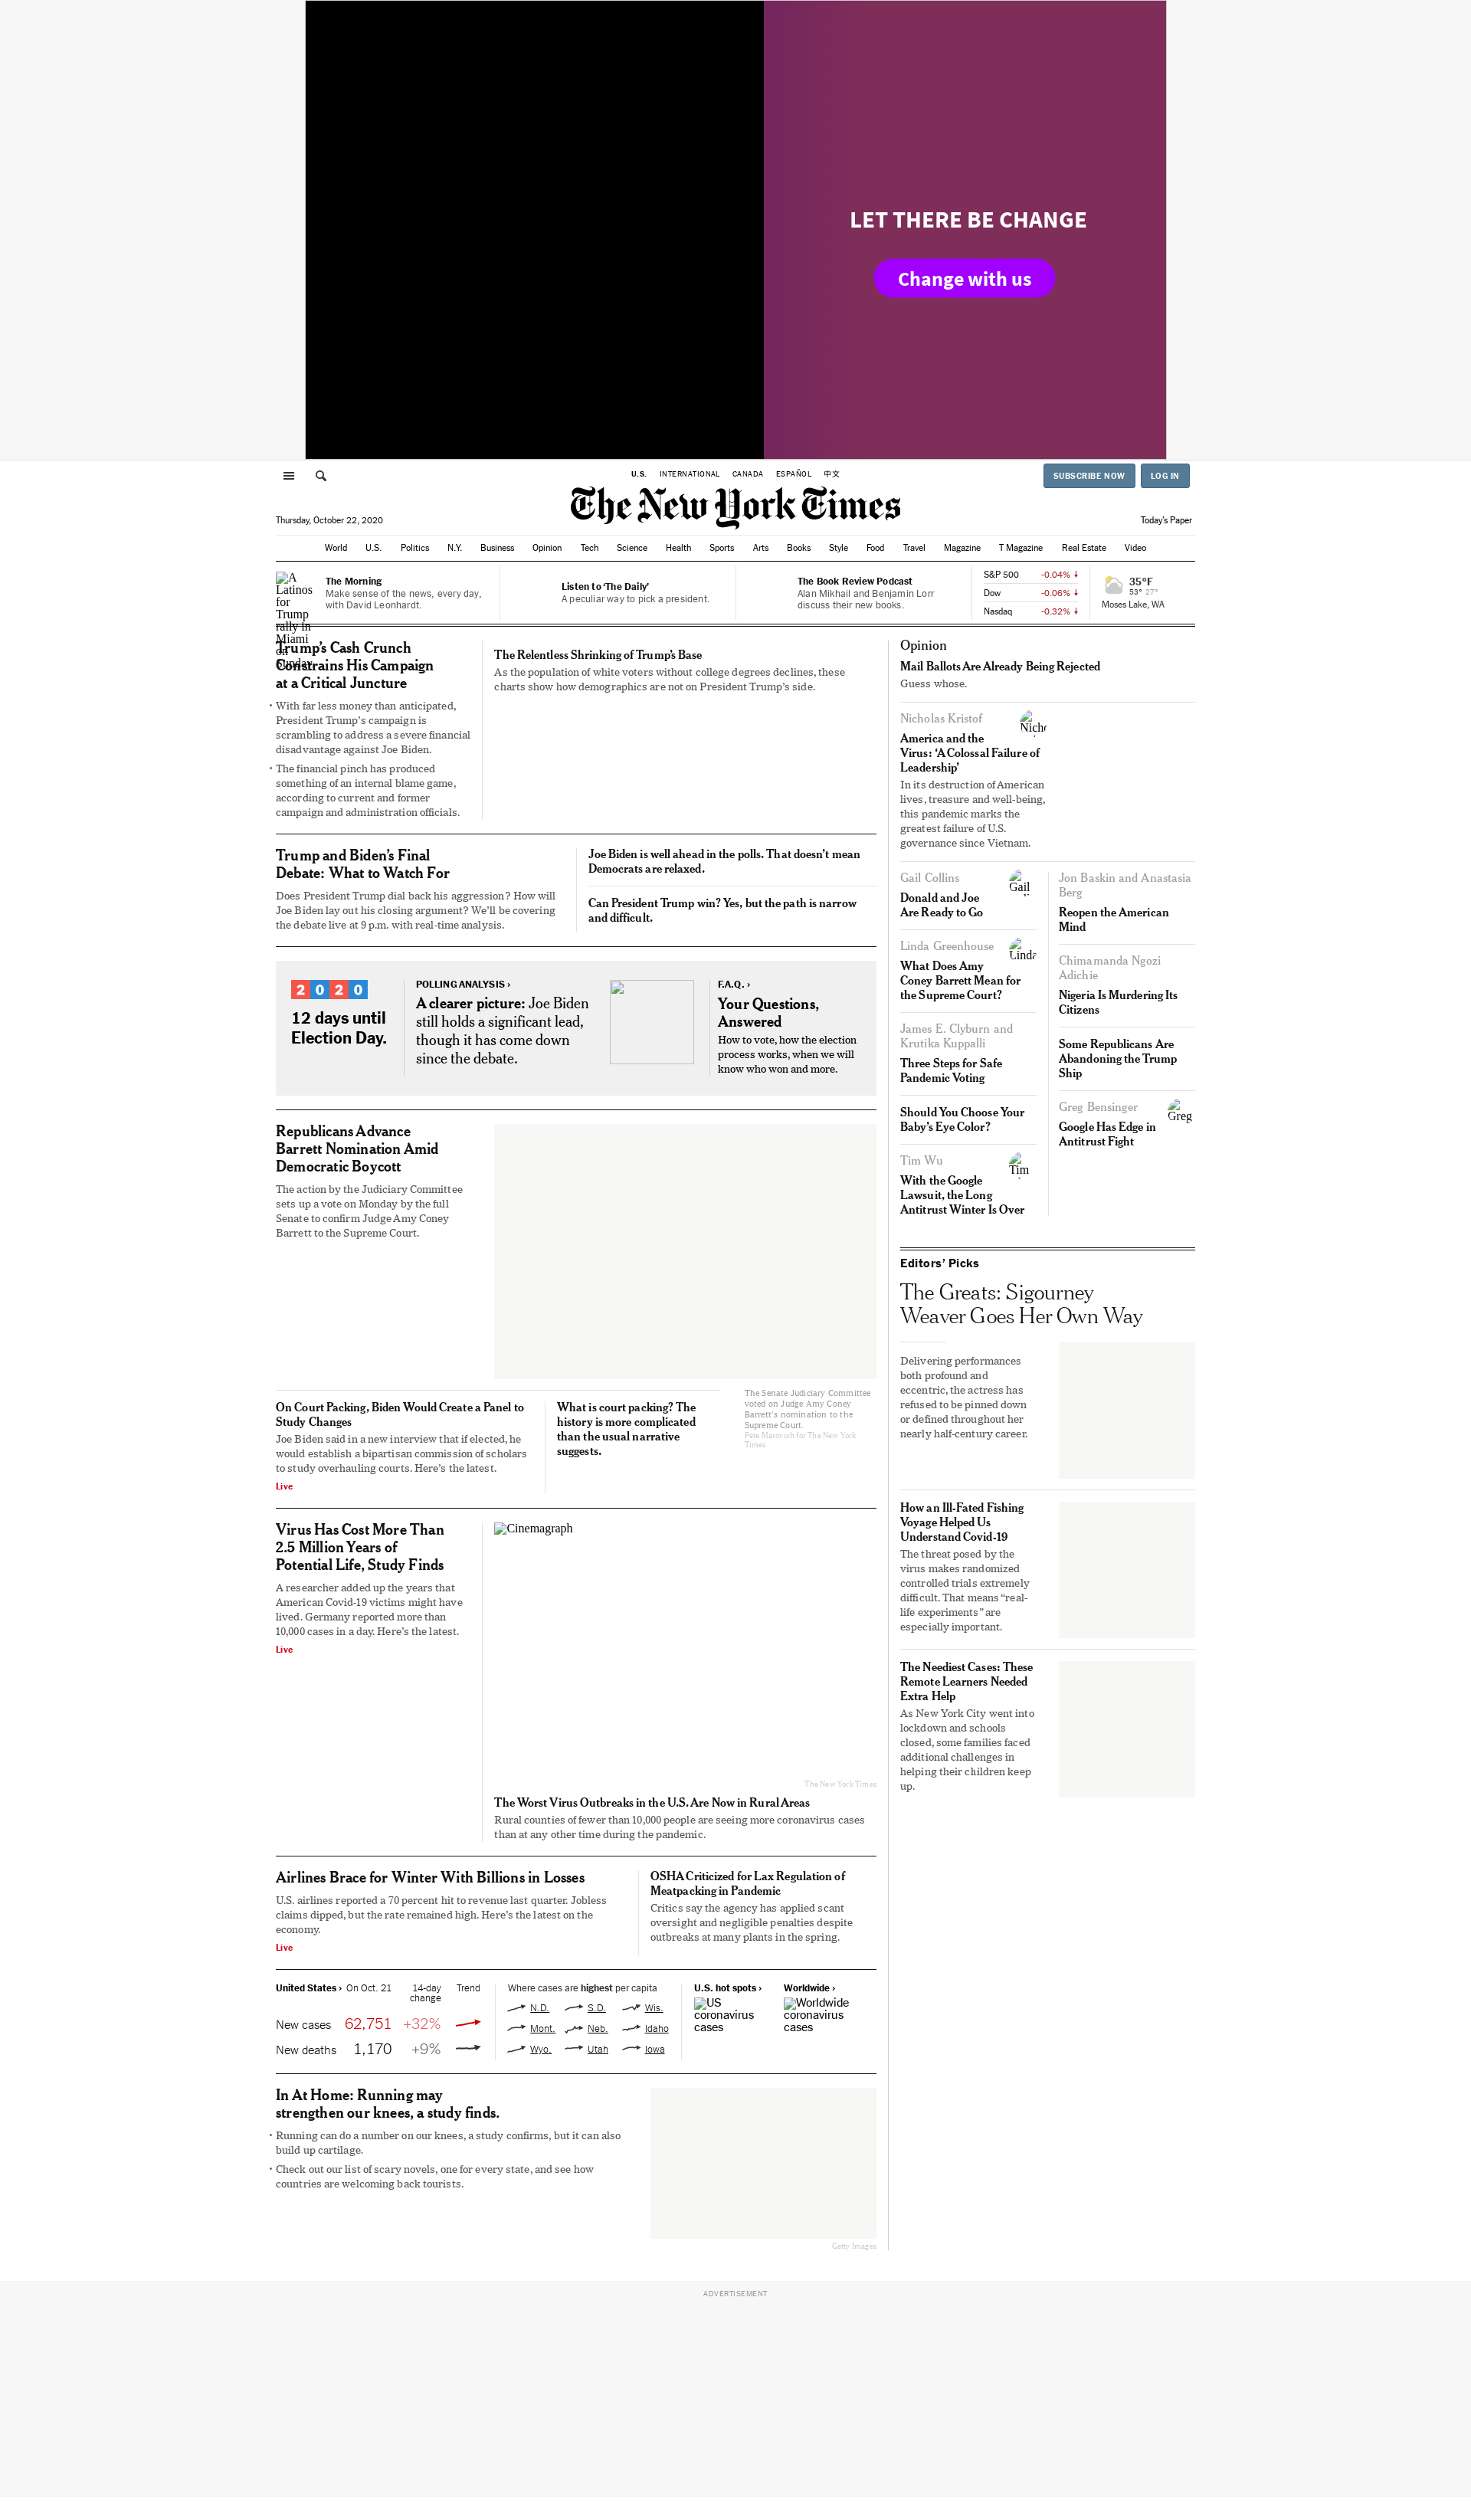 LET THERE BE CHANGE
Change with us
U.S. INTERNATIONAL CANADA ESPAÑOL 中文
SUBSCRIBE NOW LOG IN
The New York Times
Thursday, October 22, 2020
Today's Paper
World U.S. Politics N.Y. Business Opinion Tech Science Health Sports Arts Books Style Food Travel Magazine T Magazine Real Estate Video
A
Latinos
for
Trump
rally in
Miami
on
Sunday.
The Morning
Make sense of the news, every day,
with David Leonhardt.
Listen to ‘The Daily’
A peculiar way to pick a president.
The Book Review Podcast
Alan Mikhail and Benjamin Lorr
discuss their new books.
S&P 500 -0.04% ↓
Dow -0.06% ↓
Nasdaq -0.32% ↓
35°F
53° 27°
Moses Lake, WA
Trump’s Cash Crunch
Constrains His Campaign
at a Critical Juncture
• With far less money than anticipated,
President Trump’s campaign is
scrambling to address a severe financial
disadvantage against Joe Biden.
• The financial pinch has produced
something of an internal blame game,
according to current and former
campaign and administration officials.
The Relentless Shrinking of Trump’s Base
As the population of white voters without college degrees declines, these
charts show how demographics are not on President Trump’s side.
Trump and Biden’s Final
Debate: What to Watch For
Does President Trump dial back his aggression? How will
Joe Biden lay out his closing argument? We’ll be covering
the debate live at 9 p.m. with real-time analysis.
Joe Biden is well ahead in the polls. That doesn’t mean
Democrats are relaxed.
Can President Trump win? Yes, but the path is narrow
and difficult.
2020
12 days until
Election Day.
POLLING ANALYSIS ›
A clearer picture: Joe Biden
still holds a significant lead,
though it has come down
since the debate.
F.A.Q. ›
Your Questions,
Answered
How to vote, how the election
process works, when we will
know who won and more.
Republicans Advance
Barrett Nomination Amid
Democratic Boycott
The action by the Judiciary Committee
sets up a vote on Monday by the full
Senate to confirm Judge Amy Coney
Barrett to the Supreme Court.
The Senate Judiciary Committee
voted on Judge Amy Coney
Barrett’s nomination to the
Supreme Court.
Pete Marovich for The New York
Times
On Court Packing, Biden Would Create a Panel to
Study Changes
Joe Biden said in a new interview that if elected, he
would establish a bipartisan commission of scholars
to study overhauling courts. Here’s the latest.
Live
What is court packing? The
history is more complicated
than the usual narrative
suggests.
Virus Has Cost More Than
2.5 Million Years of
Potential Life, Study Finds
A researcher added up the years that
American Covid-19 victims might have
lived. Germany reported more than
10,000 cases in a day. Here’s the latest.
Live
Cinemagraph
The New York Times
The Worst Virus Outbreaks in the U.S. Are Now in Rural Areas
Rural counties of fewer than 10,000 people are seeing more coronavirus cases
than at any other time during the pandemic.
Airlines Brace for Winter With Billions in Losses
U.S. airlines reported a 70 percent hit to revenue last quarter. Jobless
claims dipped, but the rate remained high. Here’s the latest on the
economy.
Live
OSHA Criticized for Lax Regulation of
Meatpacking in Pandemic
Critics say the agency has applied scant
oversight and negligible penalties despite
outbreaks at many plants in the spring.
United States › On Oct. 21 14-day
change Trend
New cases 62,751 +32%
New deaths 1,170 +9%
Where cases are highest per capita
N.D. S.D. Wis.
Mont. Neb. Idaho
Wyo. Utah Iowa
U.S. hot spots ›
US
coronavirus
cases
Worldwide ›
Worldwide
coronavirus
cases
In At Home: Running may
strengthen our knees, a study finds.
• Running can do a number on our knees, a study confirms, but it can also
build up cartilage.
• Check out our list of scary novels, one for every state, and see how
countries are welcoming back tourists.
Getty Images
Opinion
Mail Ballots Are Already Being Rejected
Guess whose.
Nicholas Kristof
America and the
Virus: ‘A Colossal Failure of
Leadership’
In its destruction of American
lives, treasure and well-being,
this pandemic marks the
greatest failure of U.S.
governance since Vietnam.
Gail Collins
Gail
Donald and Joe
Are Ready to Go
Linda Greenhouse
Linda
What Does Amy
Coney Barrett Mean for
the Supreme Court?
James E. Clyburn and
Krutika Kuppalli
Three Steps for Safe
Pandemic Voting
Should You Choose Your
Baby’s Eye Color?
Tim Wu
Tim
With the Google
Lawsuit, the Long
Antitrust Winter Is Over
Jon Baskin and Anastasia
Berg
Reopen the American
Mind
Chimamanda Ngozi
Adichie
Nigeria Is Murdering Its
Citizens
Some Republicans Are
Abandoning the Trump
Ship
Greg Bensinger
Greg
Google Has Edge in
Antitrust Fight
Editors’ Picks
The Greats: Sigourney
Weaver Goes Her Own Way
Delivering performances
both profound and
eccentric, the actress has
refused to be pinned down
or defined throughout her
nearly half-century career.
How an Ill-Fated Fishing
Voyage Helped Us
Understand Covid-19
The threat posed by the
virus makes randomized
controlled trials extremely
difficult. That means “real-
life experiments” are
especially important.
The Neediest Cases: These
Remote Learners Needed
Extra Help
As New York City went into
lockdown and schools
closed, some families faced
additional challenges in
helping their children keep
up.
ADVERTISEMENT